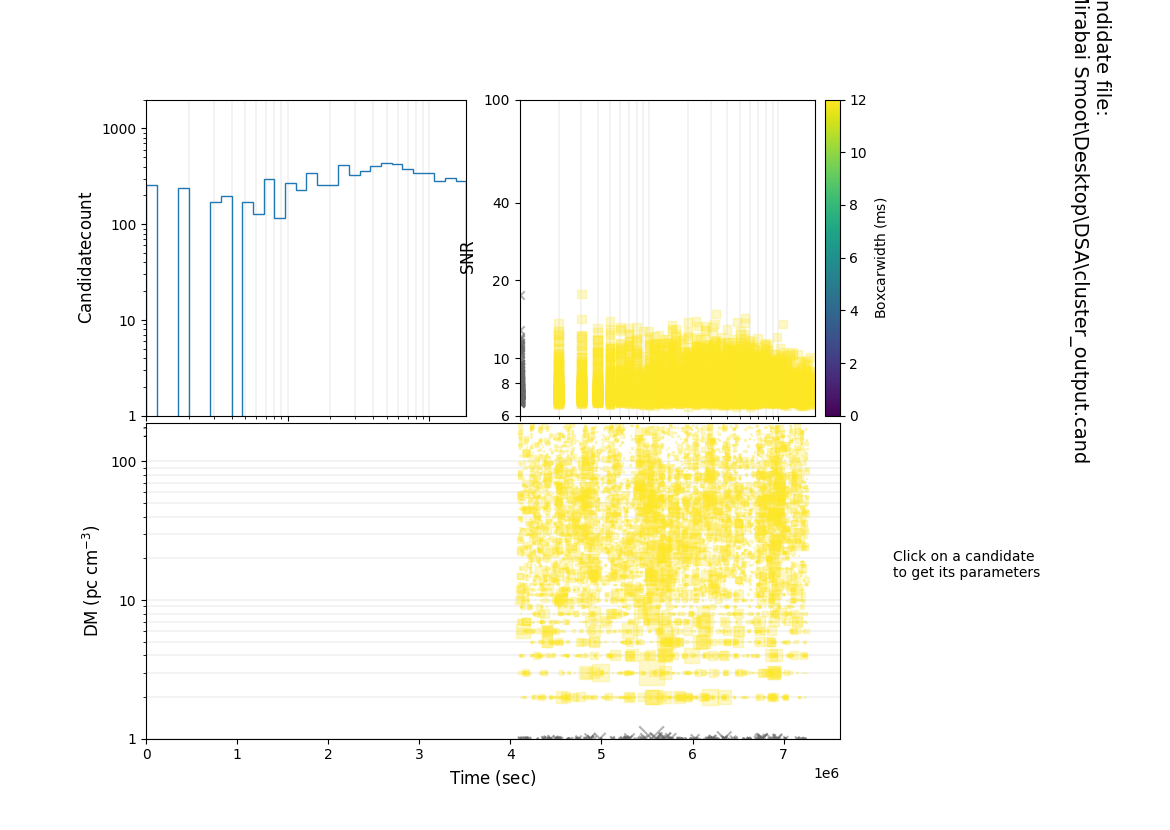 1000
100
10
1
Candidatecount
100
40
20
10
8
6
SNR
12
10
8
6
4
2
0
Boxcarwidth (ms)
ndidate file:
Mirabai Smoot\Desktop\DSA\cluster_output.cand
100
10
1
DM (pc cm⁻³)
0 1 2 3 4 5 6 7
1e6
Time (sec)
Click on a candidate
to get its parameters